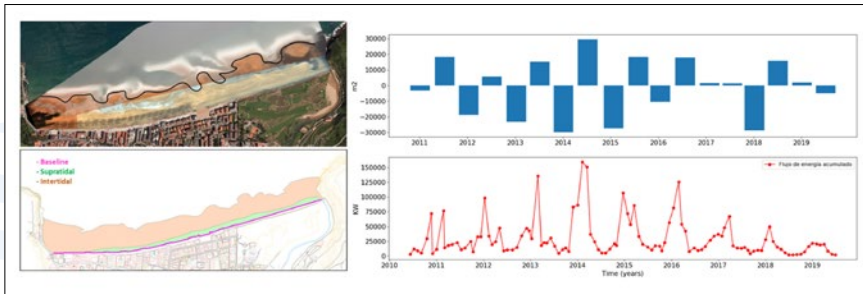 - Baseline
- Supratidal
- Intertidal
30000
20000
10000
0
-10000
-20000
-30000
m2
2011 2012 2013 2014 2015 2016 2017 2018 2019
150000
125000
100000
75000
50000
25000
0
KW
Flujo de energía acumulado
2010 2011 2012 2013 2014 2015 2016 2017 2018 2019
Time (years)